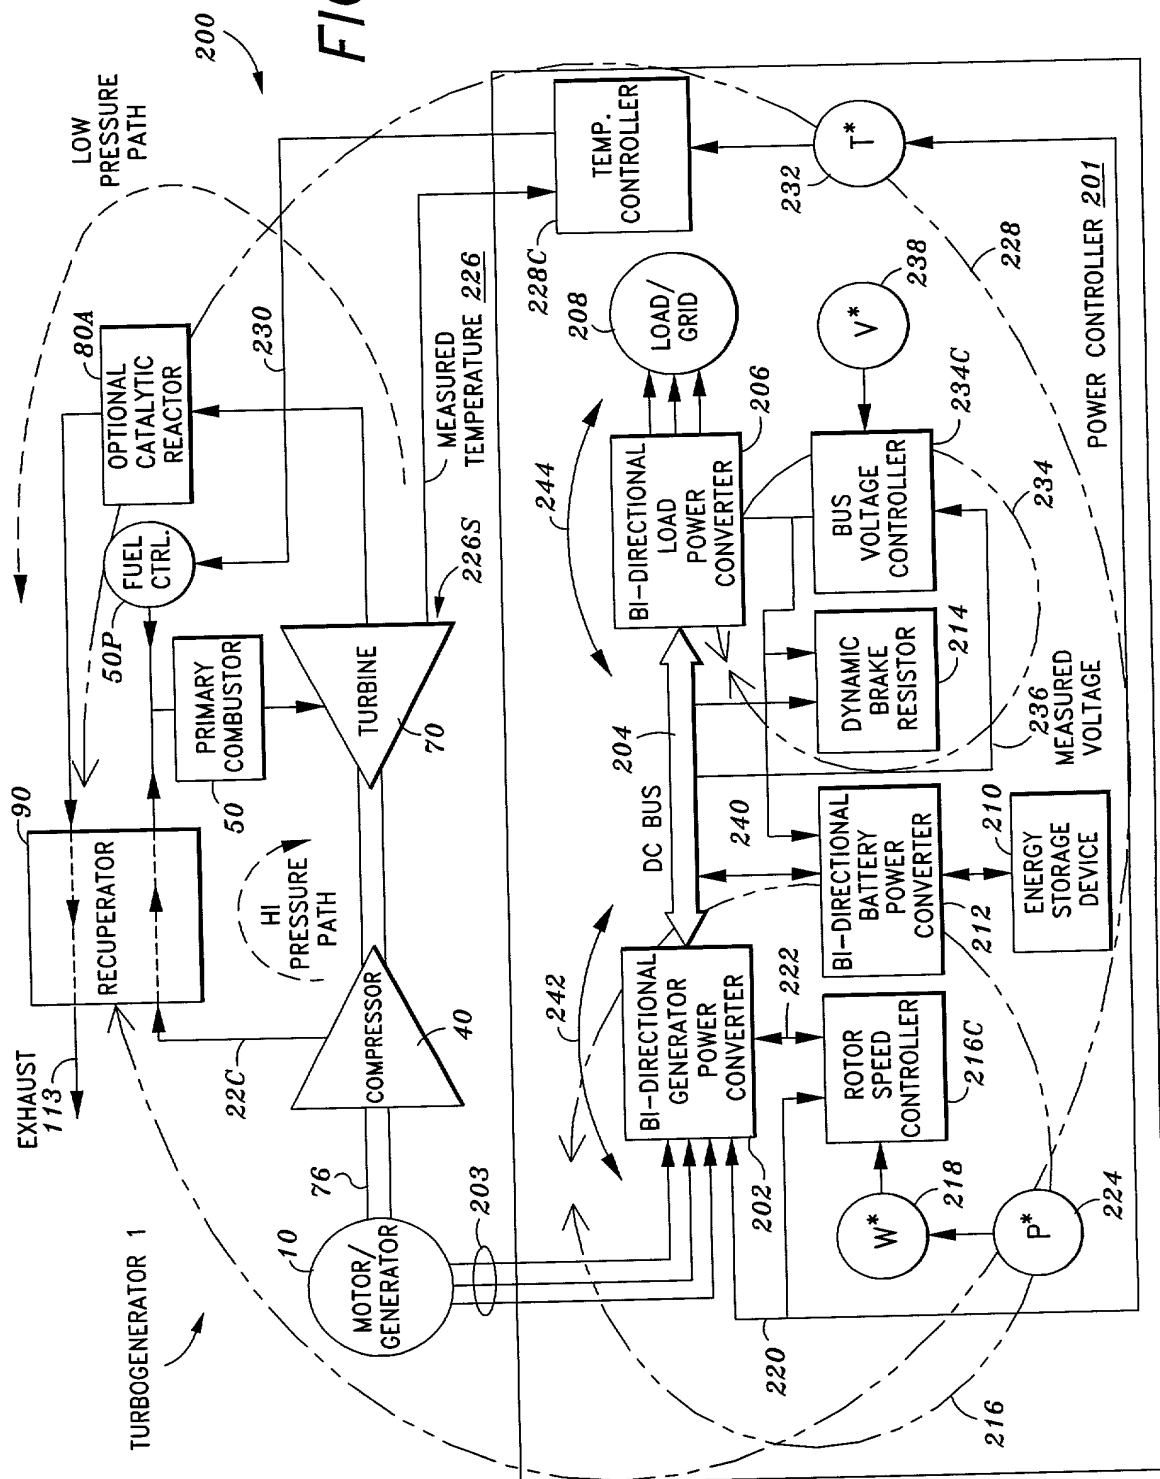 FIG
200
LOW
PRESSURE
PATH
TURBOGENERATOR 1
EXHAUST
113
90
RECUPERATOR
22C
HI
PRESSURE
PATH
50P
FUEL
CTRL.
80A
OPTIONAL
CATALYTIC
REACTOR
230
50
PRIMARY
COMBUSTOR
10
MOTOR/
GENERATOR
76
COMPRESSOR
40
TURBINE
70
226S
MEASURED
TEMPERATURE 226
203
228C
TEMP.
CONTROLLER
242
244
208
LOAD/
GRID
BI-DIRECTIONAL
GENERATOR
POWER
CONVERTER
202
DC BUS
204
BI-DIRECTIONAL
LOAD
POWER
CONVERTER
206
232
T*
222
240
218
W*
ROTOR
SPEED
CONTROLLER
216C
BI-DIRECTIONAL
BATTERY
POWER
CONVERTER
212
DYNAMIC
BRAKE
RESISTOR
214
BUS
VOLTAGE
CONTROLLER
234C
V*
238
220
216
P*
224
210
ENERGY
STORAGE
DEVICE
236
MEASURED
VOLTAGE
234
228
POWER CONTROLLER 201